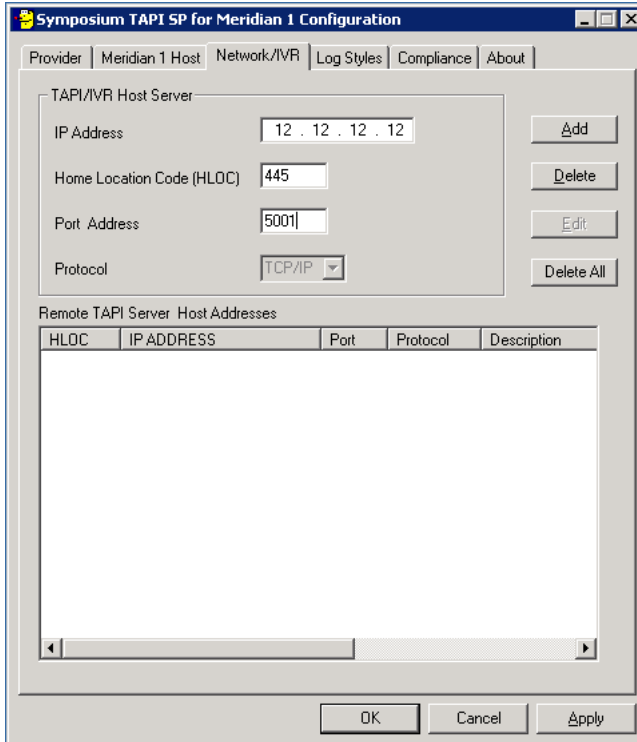 Symposium TAPI SP for Meridian 1 Configuration
Provider Meridian 1 Host Network/IVR Log Styles Compliance About
TAPI/IVR Host Server
IP Address 12 . 12 . 12 . 12 Add
Home Location Code (HLOC) 445 Delete
Port Address 5001 Edit
Protocol TCP/IP Delete All
Remote TAPI Server Host Addresses
HLOC IP ADDRESS Port Protocol Description
OK Cancel Apply